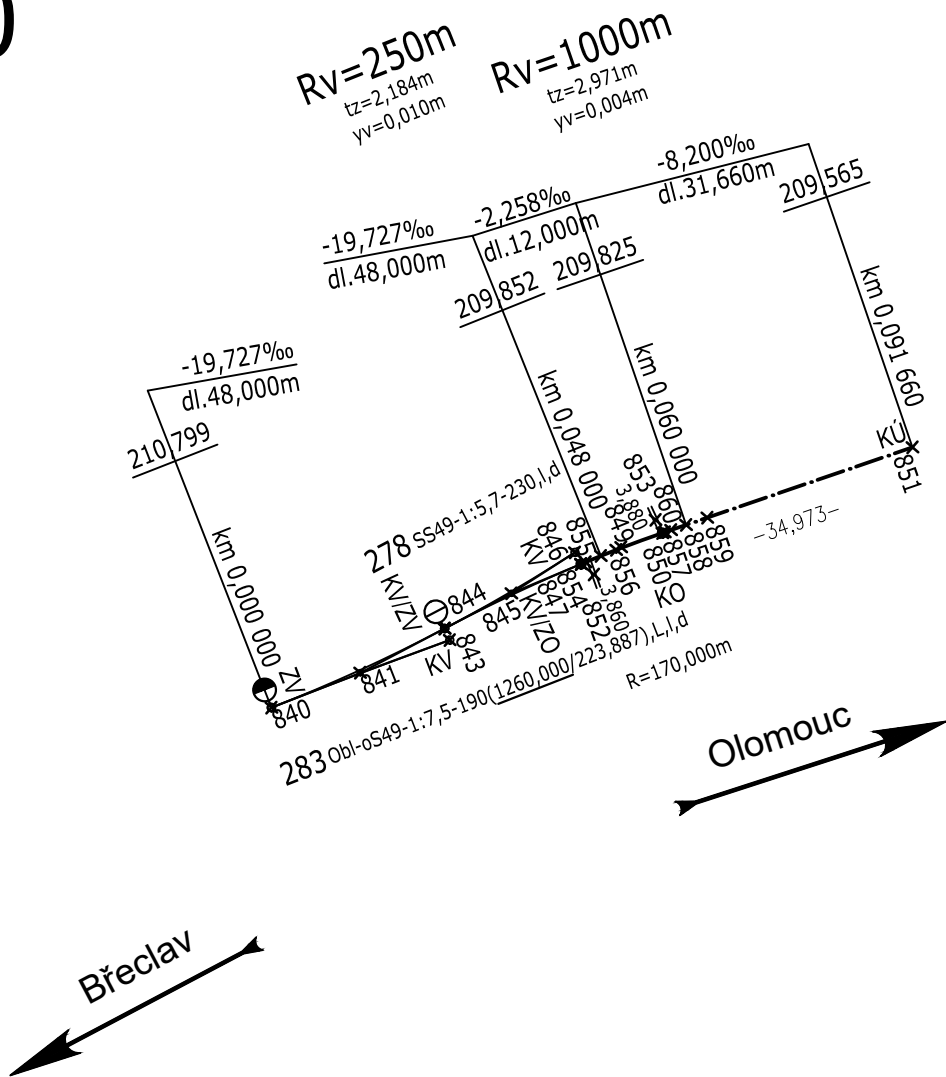 Rv=250m
tz=2,184m
yv=0,010m
Rv=1000m
tz=2,971m
yv=0,004m
-19,727‰
dl.48,000m
-2,258‰
dl.12,000m
-8,200‰
dl.31,660m
209,565
209,852
209,825
-19,727‰
dl.48,000m
210,799
km 0,000 000
km 0,048 000
km 0,060 000
km 0,091 660
KÚ
851
278 SS49-1:5,7-230,l,d
KV/ZV
844
ZV
840
841
KV
843
845
846
KV
847
KV/ZO
855
854
852
3,860
849
3,880
853
860
856
850
KO
857
858
859
-34,973-
283 Obl-oS49-1:7,5-190(1260,000/223,887),L,l,d
R=170,000m
Olomouc
Břeclav